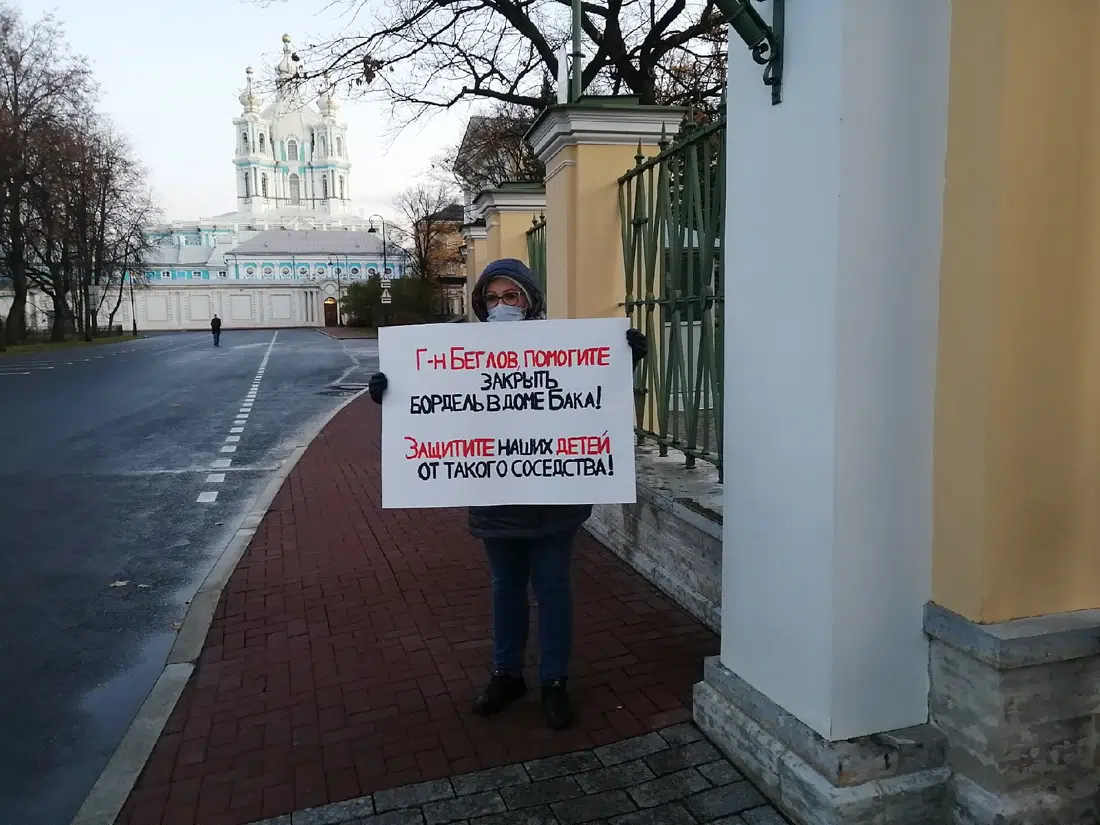 Г-н Беглов, помогите
закрыть
бордель в доме Бака!
Защитите наших детей
от такого соседства!